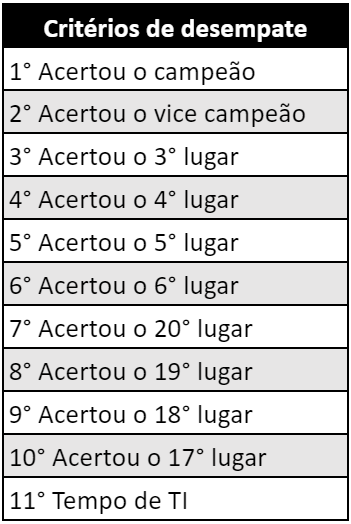 Critérios de desempate
1° Acertou o campeão
2° Acertou o vice campeão
3° Acertou o 3° lugar
4° Acertou o 4° lugar
5° Acertou o 5° lugar
6° Acertou o 6° lugar
7° Acertou o 20° lugar
8° Acertou o 19° lugar
9° Acertou o 18° lugar
10° Acertou o 17° lugar
11° Tempo de TI